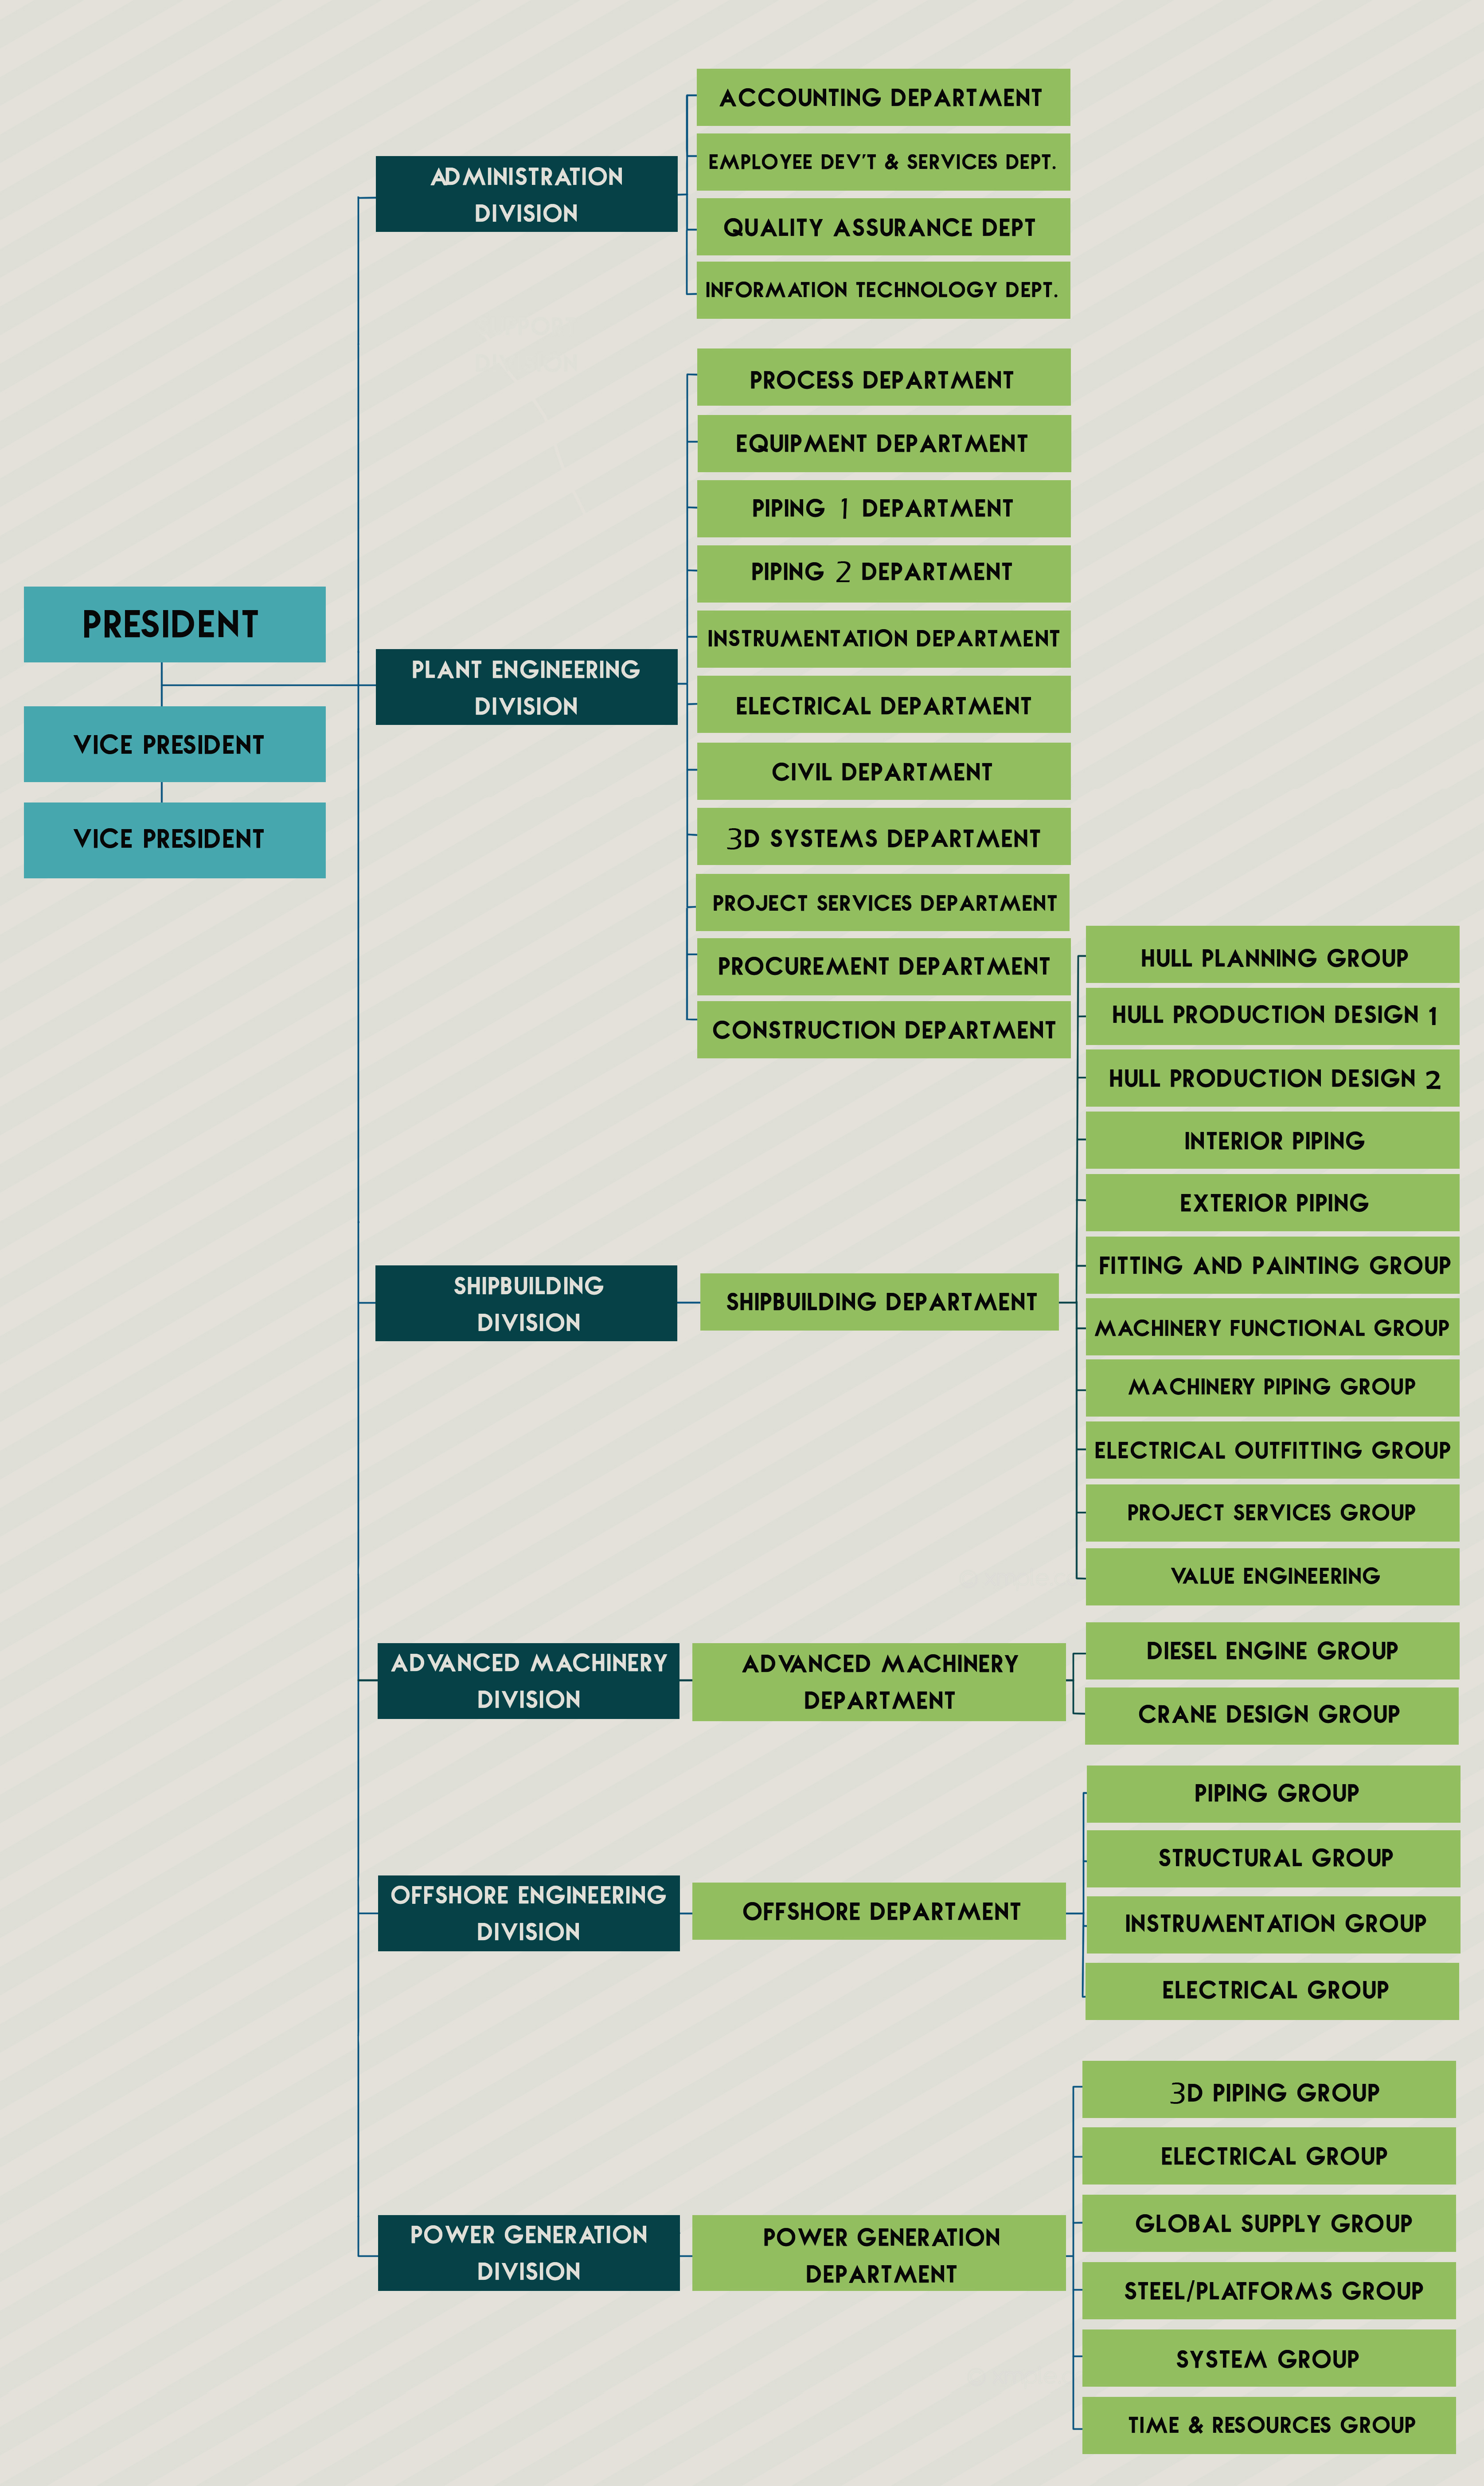 PRESIDENT
VICE PRESIDENT
VICE PRESIDENT
ADMINISTRATION
DIVISION
ACCOUNTING DEPARTMENT
EMPLOYEE DEV'T & SERVICES DEPT.
QUALITY ASSURANCE DEPT
INFORMATION TECHNOLOGY DEPT.
PLANT ENGINEERING
DIVISION
PROCESS DEPARTMENT
EQUIPMENT DEPARTMENT
PIPING 1 DEPARTMENT
PIPING 2 DEPARTMENT
INSTRUMENTATION DEPARTMENT
ELECTRICAL DEPARTMENT
CIVIL DEPARTMENT
3D SYSTEMS DEPARTMENT
PROJECT SERVICES DEPARTMENT
PROCUREMENT DEPARTMENT
CONSTRUCTION DEPARTMENT
SHIPBUILDING
DIVISION
SHIPBUILDING DEPARTMENT
HULL PLANNING GROUP
HULL PRODUCTION DESIGN 1
HULL PRODUCTION DESIGN 2
INTERIOR PIPING
EXTERIOR PIPING
FITTING AND PAINTING GROUP
MACHINERY FUNCTIONAL GROUP
MACHINERY PIPING GROUP
ELECTRICAL OUTFITTING GROUP
PROJECT SERVICES GROUP
VALUE ENGINEERING
ADVANCED MACHINERY
DIVISION
ADVANCED MACHINERY
DEPARTMENT
DIESEL ENGINE GROUP
CRANE DESIGN GROUP
OFFSHORE ENGINEERING
DIVISION
OFFSHORE DEPARTMENT
PIPING GROUP
STRUCTURAL GROUP
INSTRUMENTATION GROUP
ELECTRICAL GROUP
POWER GENERATION
DIVISION
POWER GENERATION
DEPARTMENT
3D PIPING GROUP
ELECTRICAL GROUP
GLOBAL SUPPLY GROUP
STEEL/PLATFORMS GROUP
SYSTEM GROUP
TIME & RESOURCES GROUP